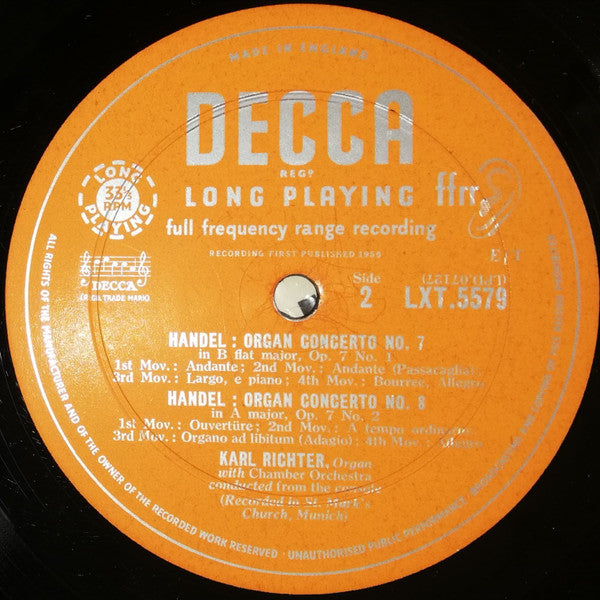 MADE IN ENGLAND
DECCA
REGD
LONG PLAYING ffrr
full frequency range recording
RECORDING FIRST PUBLISHED 1959
LONG 33⅓ RPM PLAYING
DECCA
(REGD. TRADE MARK)
E/T
Side
2
LXT.5579
HANDEL : ORGAN CONCERTO NO. 7
in B flat major, Op. 7 No. 1
1st Mov.: Andante; 2nd Mov.: Andante (Passacaglia);
3rd Mov.: Largo, e piano; 4th Mov.: Bourree, Allegro
HANDEL : ORGAN CONCERTO NO. 8
in A major, Op. 7 No. 2
1st Mov.: Ouvertüre; 2nd Mov.: A tempo ordinario;
3rd Mov.: Organo ad libitum (Adagio); 4th Mov.: Allegro
KARL RICHTER, Organ
with Chamber Orchestra
conducted from the console
(Recorded in St. Mark's
Church, Munich)
ALL RIGHTS OF THE MANUFACTURER AND OF THE OWNER OF THE RECORDED WORK RESERVED · UNAUTHORISED PUBLIC PERFORMANCE,